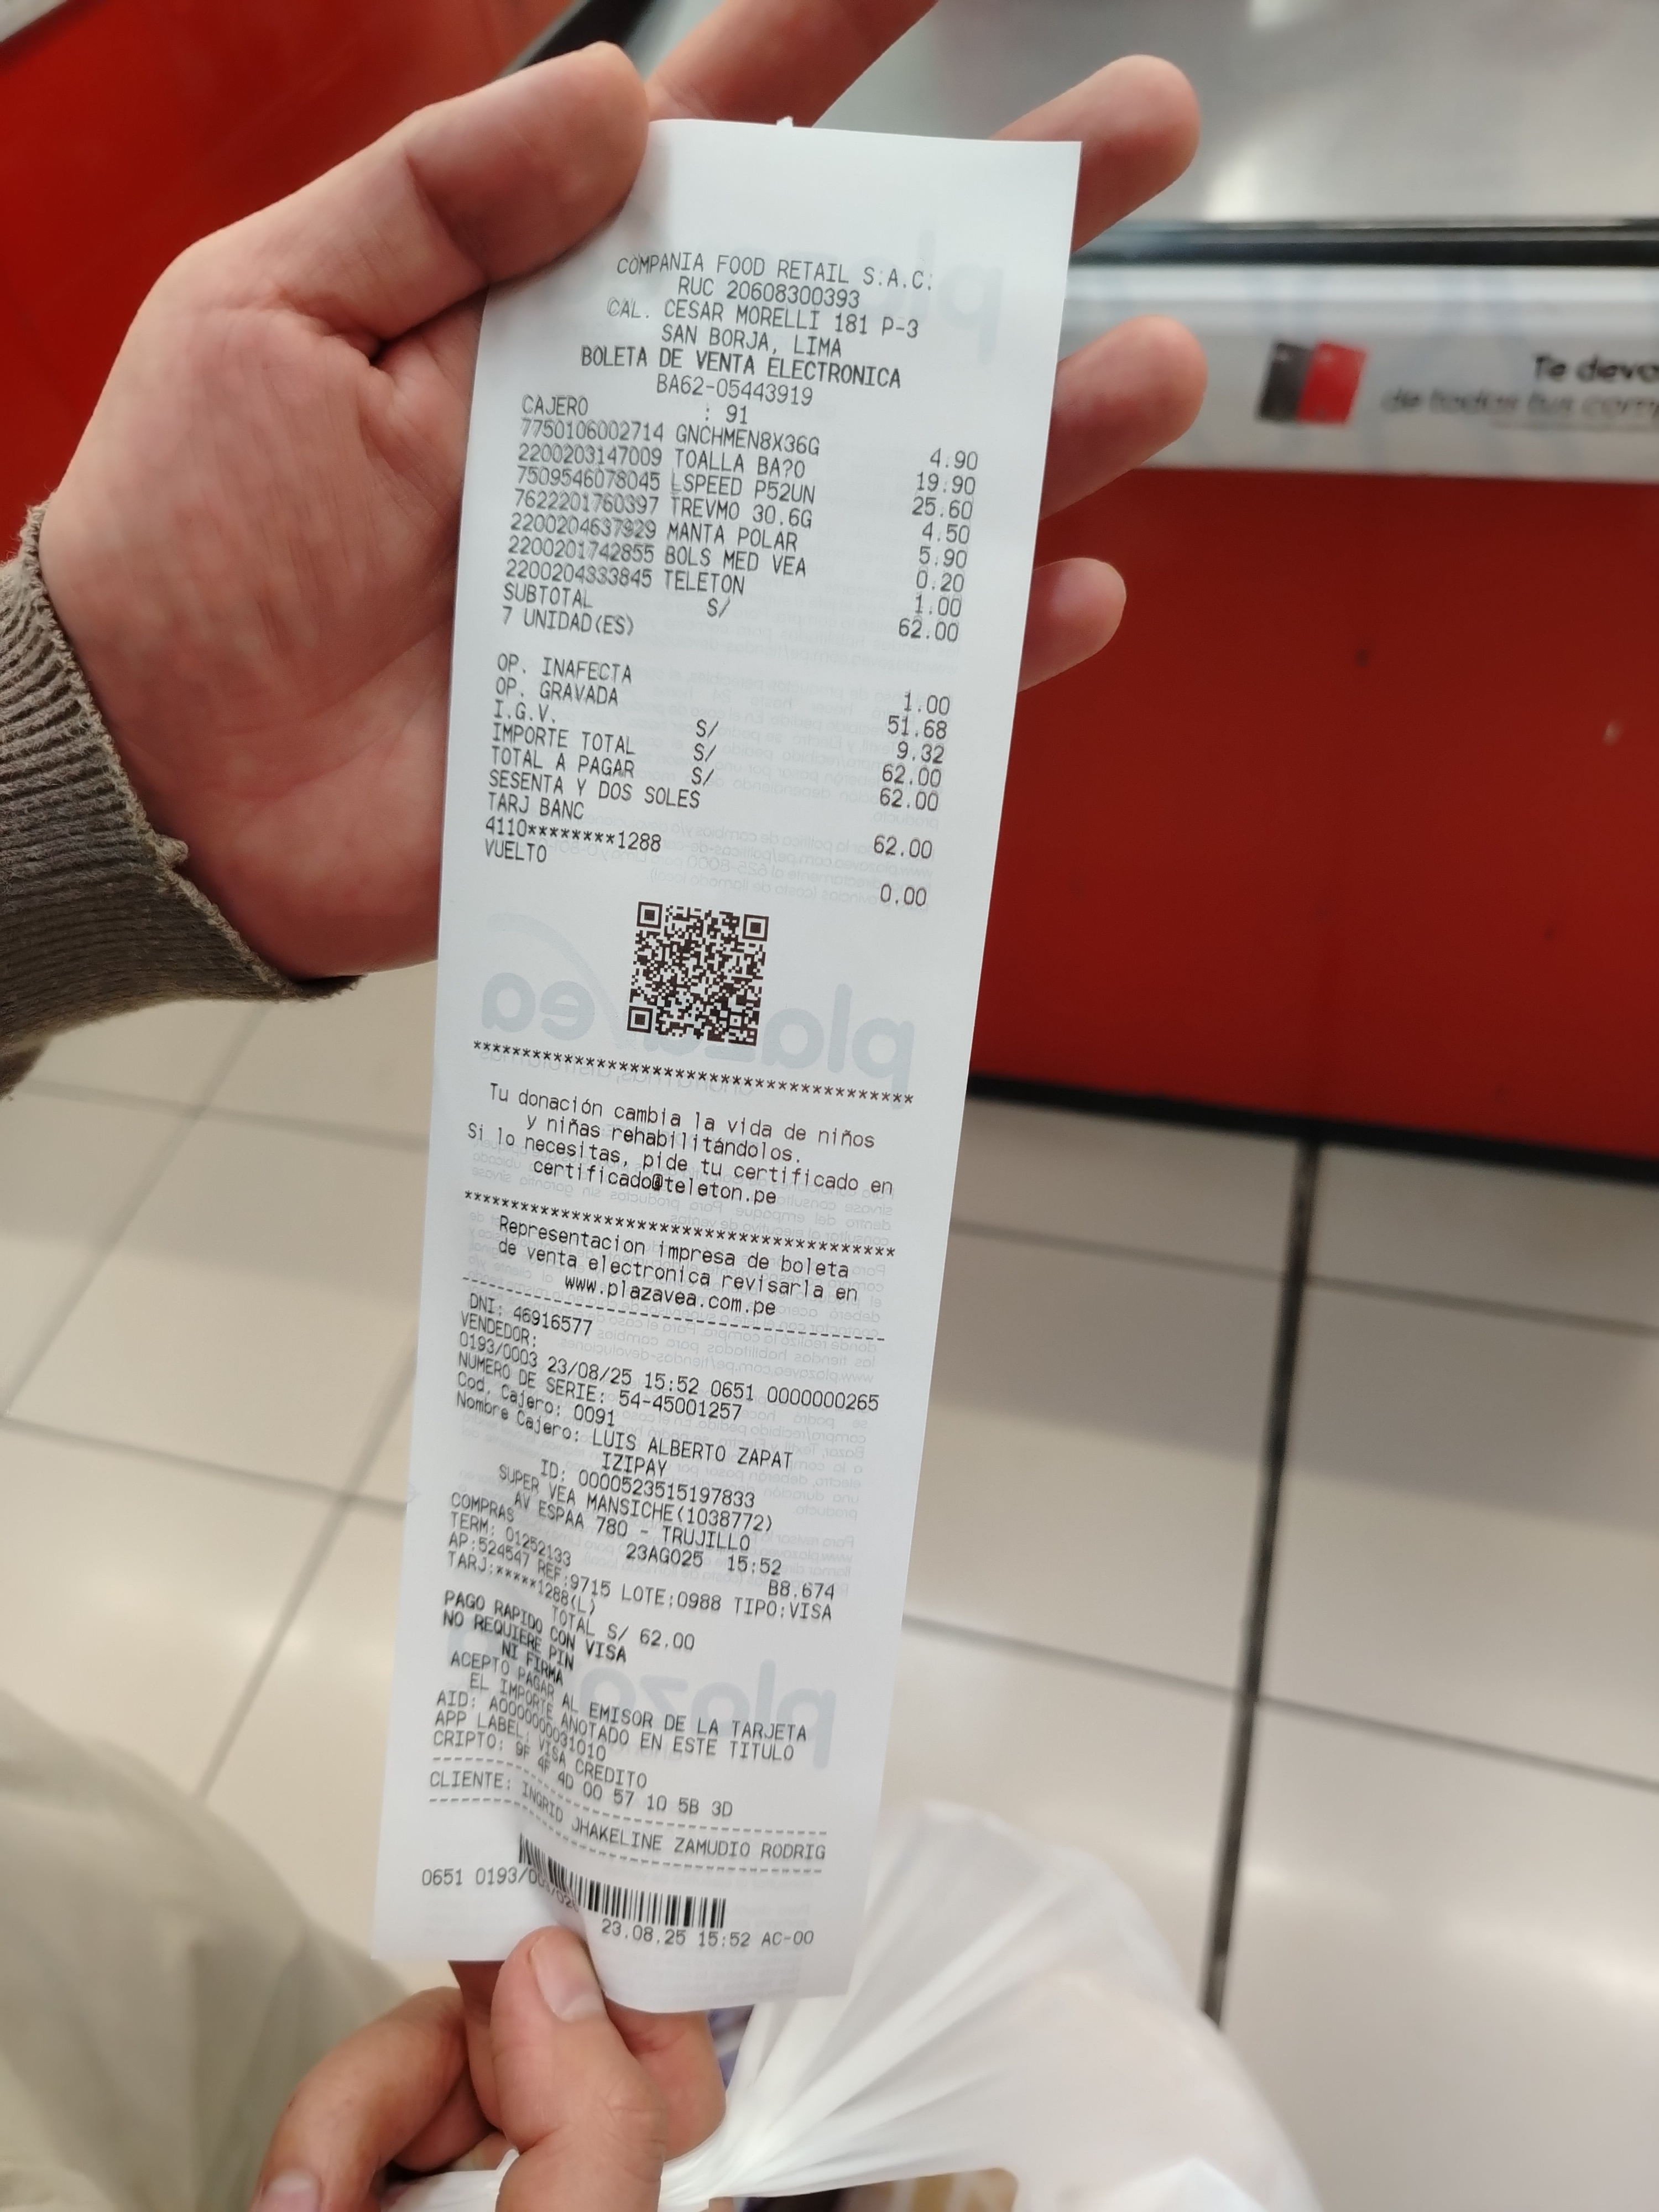 COMPANIA FOOD RETAIL S.A.C.
RUC 20608300393
CAL. CESAR MORELLI 181 P-3
SAN BORJA, LIMA
BOLETA DE VENTA ELECTRONICA
BA62-05443919
CAJERO : 91
7750106002714 GNCHMEN8X36G 4.90
2200203147009 TOALLA BA?O 19.90
7509546078045 LSPEED P52UN 25.60
7622201760397 TREVMO 30.6G 4.50
2200204637929 MANTA POLAR 5.90
2200201742855 BOLS MED VEA 0.20
2200204333845 TELETON 1.00
SUBTOTAL S/ 62.00
7 UNIDAD(ES)
OP. INAFECTA 1.00
OP. GRAVADA S/ 51.68
I.G.V. S/ 9.32
IMPORTE TOTAL S/ 62.00
TOTAL A PAGAR 62.00
SESENTA Y DOS SOLES
TARJ BANC 62.00
4110********1288
VUELTO 0.00
****************************************
Tu donación cambia la vida de niños
y niñas rehabilitándolos.
Si lo necesitas, pide tu certificado en
certificado@teleton.pe
****************************************
Representacion impresa de boleta
de venta electronica revisarla en
www.plazavea.com.pe
----------------------------------------
DNI: 46916577
VENDEDOR:
0193/0003 23/08/25 15:52 0651 0000000265
NUMERO DE SERIE: 54-45001257
Cod. Cajero: 0091
Nombre Cajero: LUIS ALBERTO ZAPAT
IZIPAY
ID: 0000523515197833
SUPER VEA MANSICHE(1038772)
AV ESPAA 780 - TRUJILLO
COMPRAS 23AGO25 15:52
TERM: 01252133 B8.674
AP:524547 REF:9715 LOTE:0988 TIPO:VISA
TARJ:*****1288(L)
TOTAL S/ 62.00
PAGO RAPIDO CON VISA
NO REQUIERE PIN
NI FIRMA
ACEPTO PAGAR AL EMISOR DE LA TARJETA
EL IMPORTE ANOTADO EN ESTE TITULO
AID: A0000000031010
APP LABEL: VISA CREDITO
CRIPTO: 9F 4F 4D 00 57 10 5B 3D
----------------------------------------
CLIENTE: INGRID JHAKELINE ZAMUDIO RODRIG
----------------------------------------
0651 0193/
23.08.25 15:52 AC-00
plaza vea
plaza
Te devo
de todas tus comp